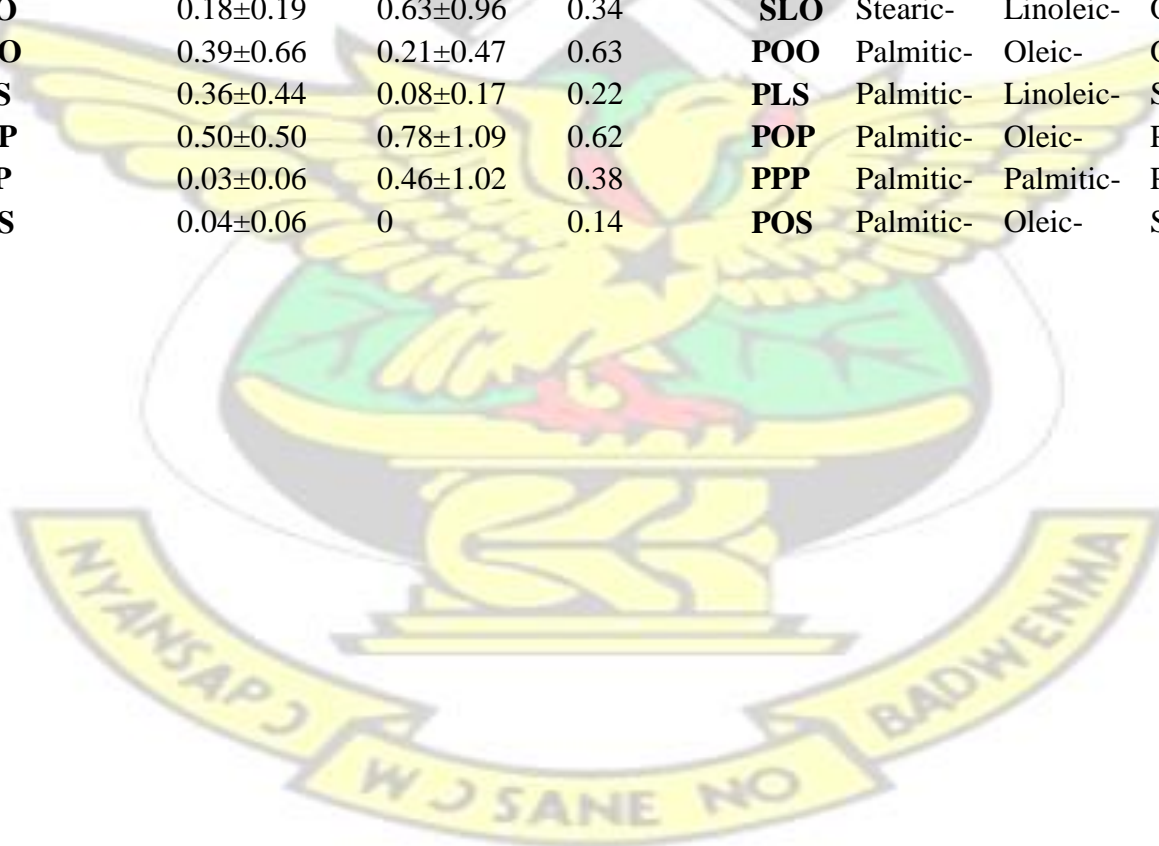 O 0.18±0.19 0.63±0.96 0.34 SLO Stearic- Linoleic-
O 0.39±0.66 0.21±0.47 0.63 POO Palmitic- Oleic-
S 0.36±0.44 0.08±0.17 0.22 PLS Palmitic- Linoleic- S
P 0.50±0.50 0.78±1.09 0.62 POP Palmitic- Oleic-
P 0.03±0.06 0.46±1.02 0.38 PPP Palmitic- Palmitic-
S 0.04±0.06 0 0.14 POS Palmitic- Oleic- S
NYANSAPƆ
WƆSANE NO
BADWENMA